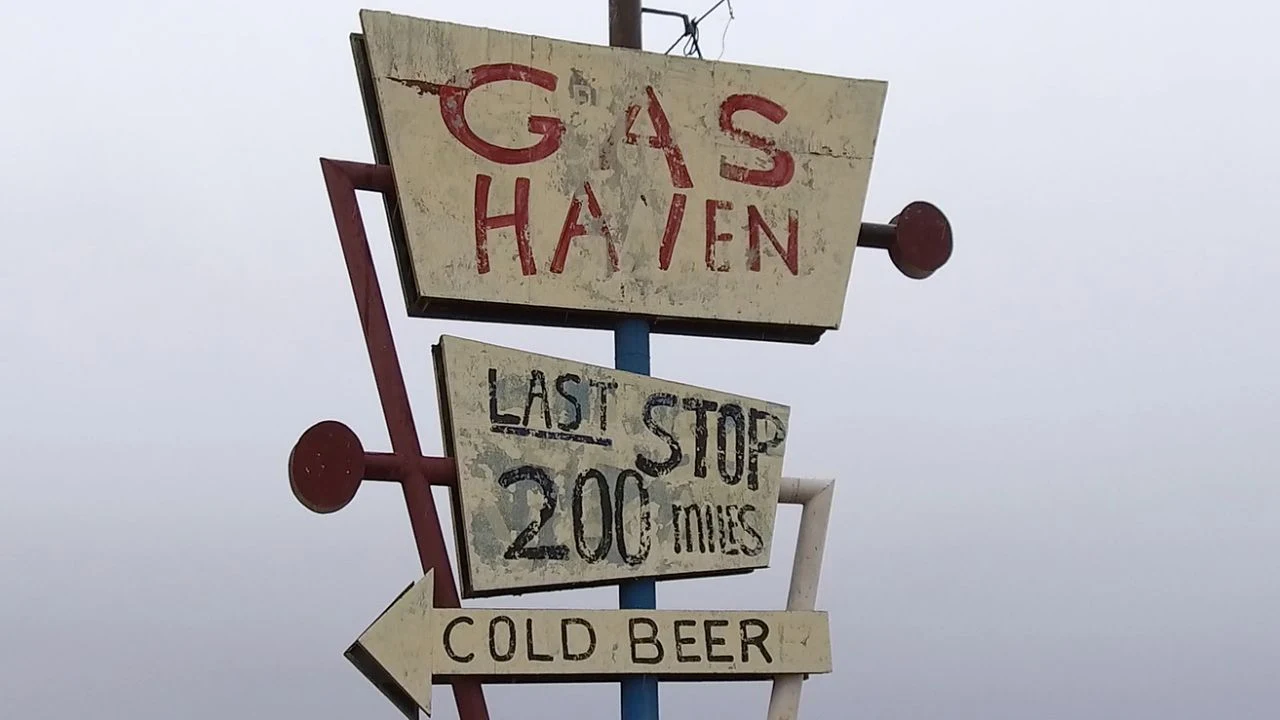 GAS
HAVEN
LAST STOP
200 MILES
COLD BEER